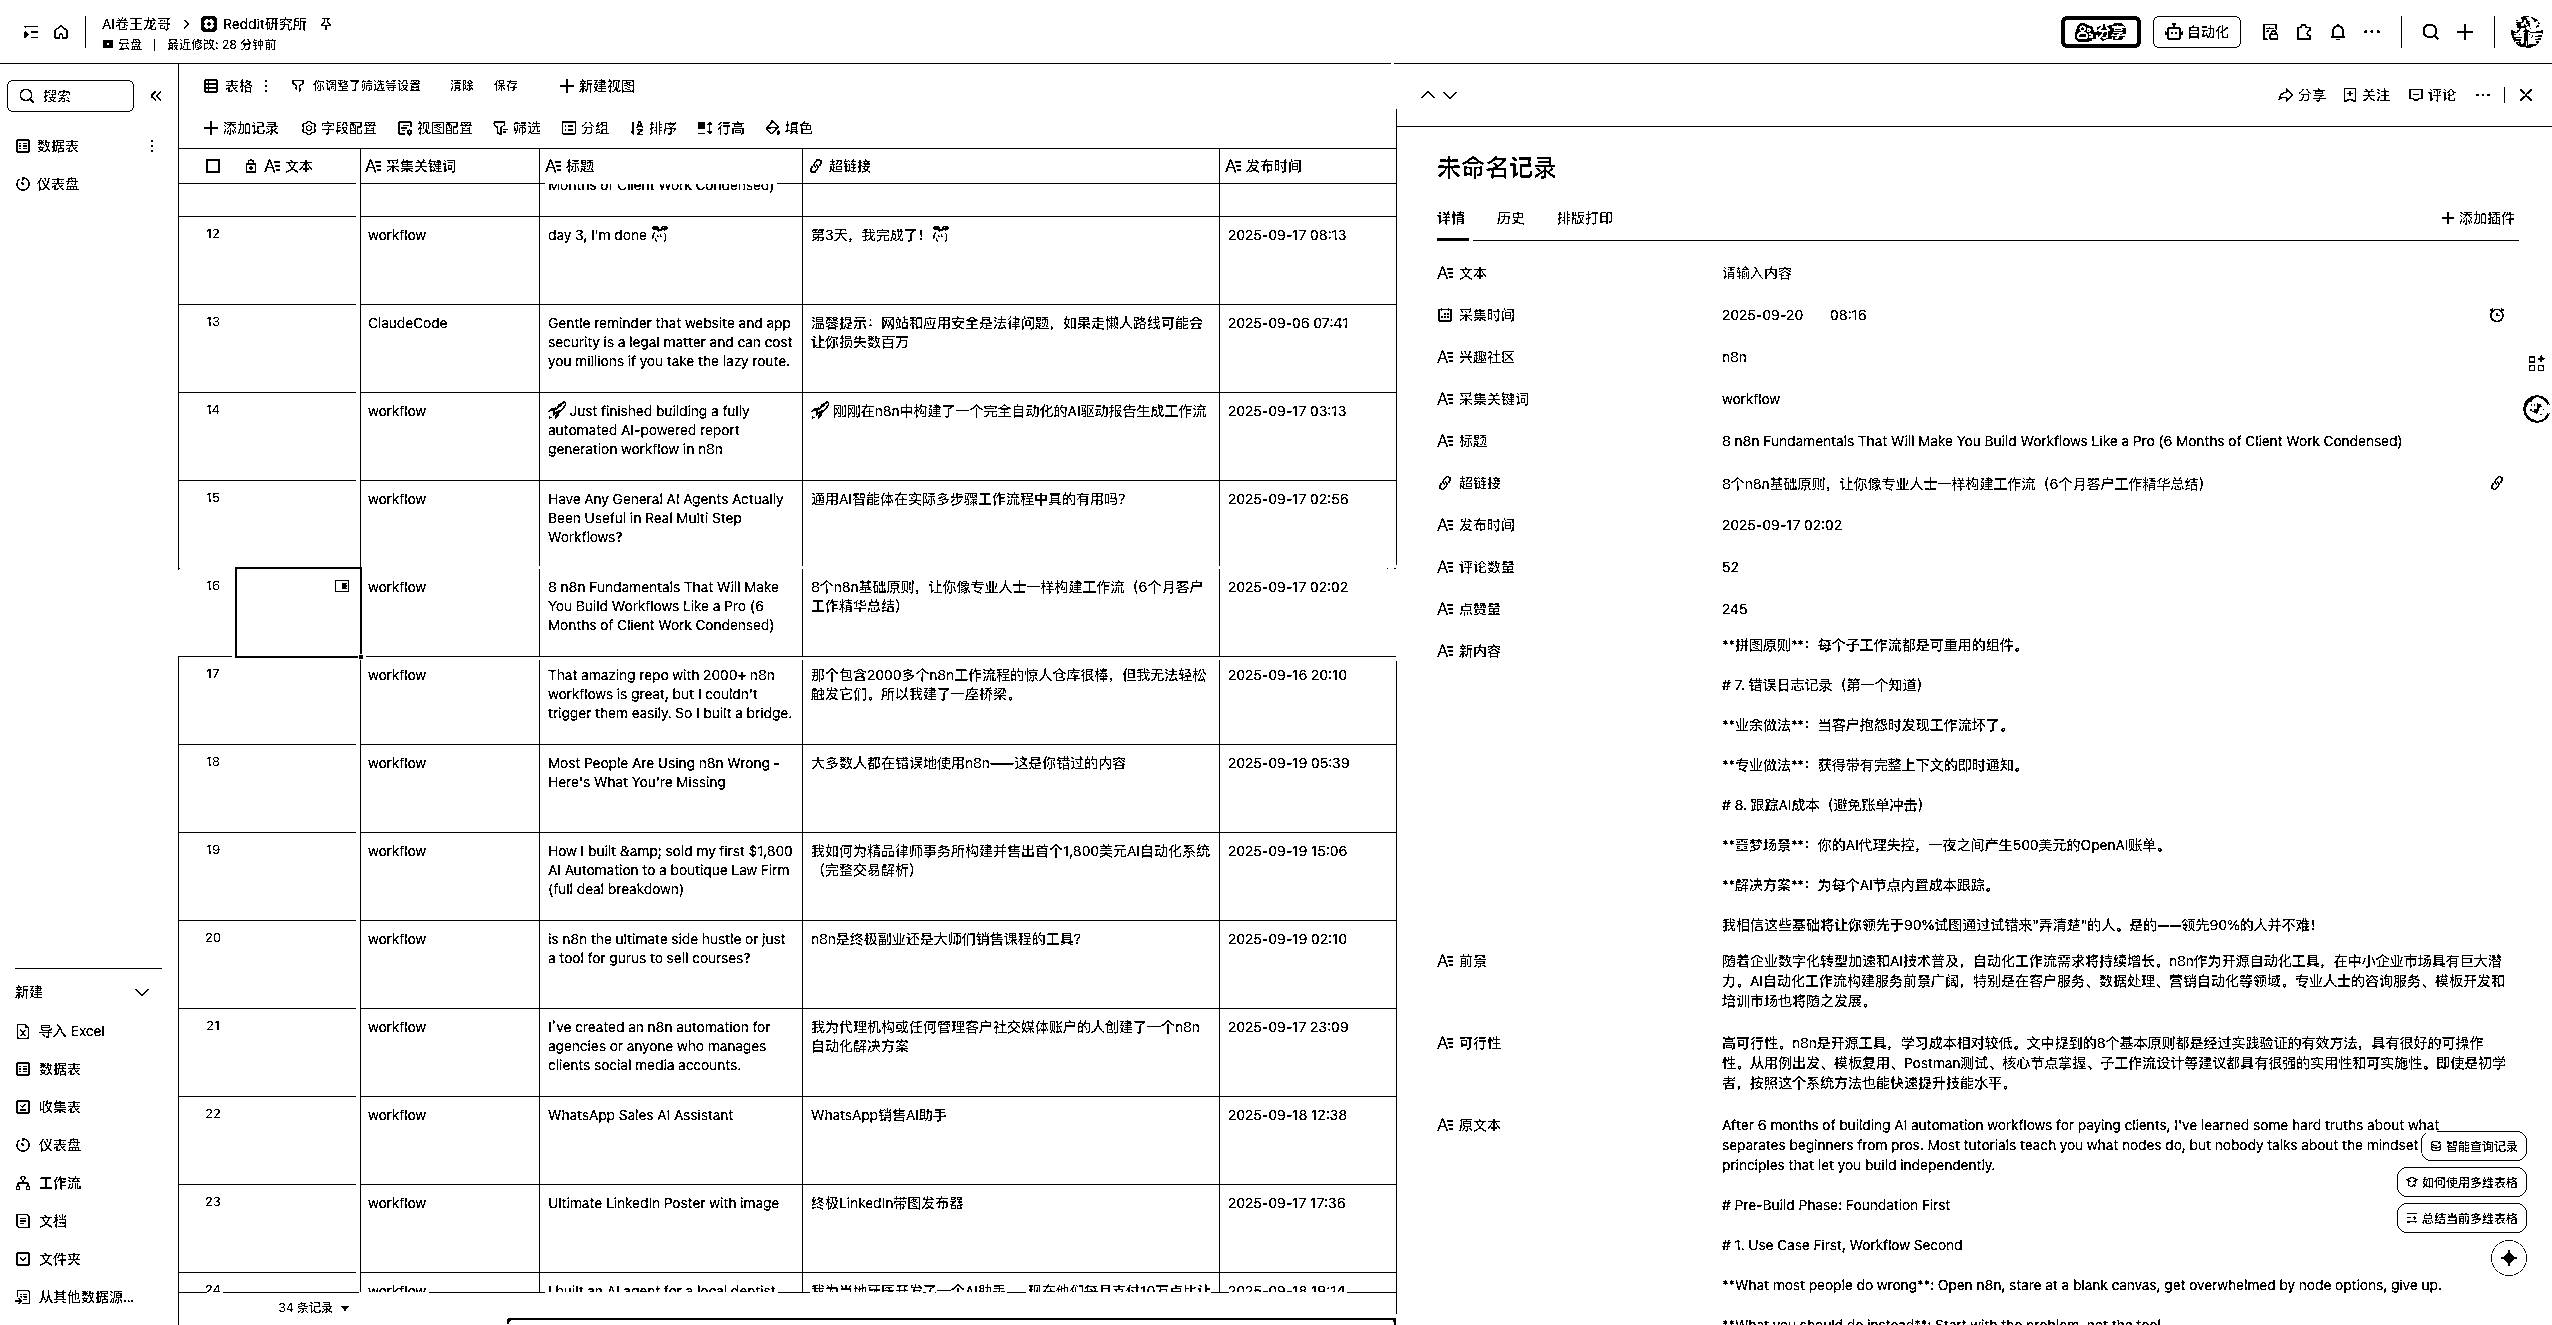 AI卷王龙哥 > Reddit研究所
云盘 | 最近修改: 28 分钟前
分享
自动化
搜索
数据表
仪表盘
新建
导入 Excel
数据表
收集表
仪表盘
工作流
文档
文件夹
从其他数据源...
表格
你调整了筛选等设置
清除
保存
新建视图
添加记录
字段配置
视图配置
筛选
分组
排序
行高
填色
文本
采集关键词
标题
超链接
发布时间
Months of Client Work Condensed)
12
workflow
day 3, I'm done
第3天，我完成了！
2025-09-17 08:13
13
ClaudeCode
Gentle reminder that website and app
security is a legal matter and can cost
you millions if you take the lazy route.
温馨提示：网站和应用安全是法律问题，如果走懒人路线可能会
让你损失数百万
2025-09-06 07:41
14
workflow
🚀 Just finished building a fully
automated AI-powered report
generation workflow in n8n
🚀 刚刚在n8n中构建了一个完全自动化的AI驱动报告生成工作流
2025-09-17 03:13
15
workflow
Have Any General AI Agents Actually
Been Useful in Real Multi Step
Workflows?
通用AI智能体在实际多步骤工作流程中真的有用吗？
2025-09-17 02:56
16
workflow
8 n8n Fundamentals That Will Make
You Build Workflows Like a Pro (6
Months of Client Work Condensed)
8个n8n基础原则，让你像专业人士一样构建工作流（6个月客户
工作精华总结）
2025-09-17 02:02
17
workflow
That amazing repo with 2000+ n8n
workflows is great, but I couldn't
trigger them easily. So I built a bridge.
那个包含2000多个n8n工作流程的惊人仓库很棒，但我无法轻松
触发它们。所以我建了一座桥梁。
2025-09-16 20:10
18
workflow
Most People Are Using n8n Wrong -
Here's What You're Missing
大多数人都在错误地使用n8n——这是你错过的内容
2025-09-19 05:39
19
workflow
How I built &amp; sold my first $1,800
AI Automation to a boutique Law Firm
(full deal breakdown)
我如何为精品律师事务所构建并售出首个1,800美元AI自动化系统
（完整交易解析）
2025-09-19 15:06
20
workflow
is n8n the ultimate side hustle or just
a tool for gurus to sell courses?
n8n是终极副业还是大师们销售课程的工具？
2025-09-19 02:10
21
workflow
I've created an n8n automation for
agencies or anyone who manages
clients social media accounts.
我为代理机构或任何管理客户社交媒体账户的人创建了一个n8n
自动化解决方案
2025-09-17 23:09
22
workflow
WhatsApp Sales AI Assistant
WhatsApp销售AI助手
2025-09-18 12:38
23
workflow
Ultimate LinkedIn Poster with image
终极LinkedIn带图发布器
2025-09-17 17:36
24
workflow
I built an AI agent for a local dentist
我为当地牙医开发了一个AI助手——现在他们每月支付10万卢比让
2025-09-18 19:14
34 条记录
分享
关注
评论
未命名记录
详情
历史
排版打印
添加插件
文本
请输入内容
采集时间
2025-09-20 08:16
兴趣社区
n8n
采集关键词
workflow
标题
8 n8n Fundamentals That Will Make You Build Workflows Like a Pro (6 Months of Client Work Condensed)
超链接
8个n8n基础原则，让你像专业人士一样构建工作流（6个月客户工作精华总结）
发布时间
2025-09-17 02:02
评论数量
52
点赞量
245
新内容
**拼图原则**：每个子工作流都是可重用的组件。
# 7. 错误日志记录（第一个知道）
**业余做法**：当客户抱怨时发现工作流坏了。
**专业做法**：获得带有完整上下文的即时通知。
# 8. 跟踪AI成本（避免账单冲击）
**噩梦场景**：你的AI代理失控，一夜之间产生500美元的OpenAI账单。
**解决方案**：为每个AI节点内置成本跟踪。
我相信这些基础将让你领先于90%试图通过试错来"弄清楚"的人。是的——领先90%的人并不难！
前景
随着企业数字化转型加速和AI技术普及，自动化工作流需求将持续增长。n8n作为开源自动化工具，在中小企业市场具有巨大潜
力。AI自动化工作流构建服务前景广阔，特别是在客户服务、数据处理、营销自动化等领域。专业人士的咨询服务、模板开发和
培训市场也将随之发展。
可行性
高可行性。n8n是开源工具，学习成本相对较低。文中提到的8个基本原则都是经过实践验证的有效方法，具有很好的可操作
性。从用例出发、模板复用、Postman测试、核心节点掌握、子工作流设计等建议都具有很强的实用性和可实施性。即使是初学
者，按照这个系统方法也能快速提升技能水平。
原文本
After 6 months of building AI automation workflows for paying clients, I've learned some hard truths about what
separates beginners from pros. Most tutorials teach you what nodes do, but nobody talks about the mindset
principles that let you build independently.
# Pre-Build Phase: Foundation First
# 1. Use Case First, Workflow Second
**What most people do wrong**: Open n8n, stare at a blank canvas, get overwhelmed by node options, give up.
**What you should do instead**: Start with the problem, not the tool.
智能查询记录
如何使用多维表格
总结当前多维表格